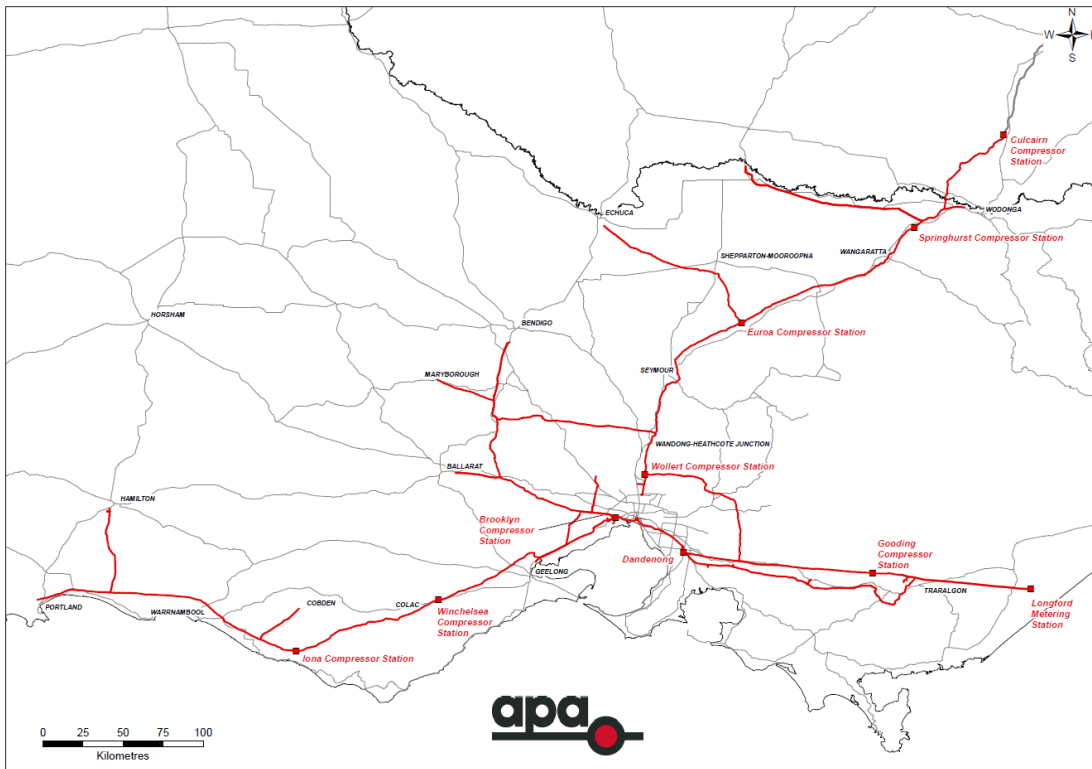 N
W
S
Culcairn
Compressor
Station
ECHUCA
WODONGA
Springhurst Compressor Station
WANGARATTA
SHEPPARTON-MOOROOPNA
HORSHAM
BENDIGO
Euroa Compressor Station
MARYBOROUGH
SEYMOUR
WANDONG-HEATHCOTE JUNCTION
BALLARAT
Wollert Compressor Station
HAMILTON
Brooklyn
Compressor
Station
Dandenong
Gooding
Compressor
Station
GEELONG
TRARALGON
Longford
Metering
Station
PORTLAND
WARRNAMBOOL
COBDEN
COLAC
Winchelsea
Compressor
Station
Iona Compressor Station
apa
0 25 50 75 100
Kilometres